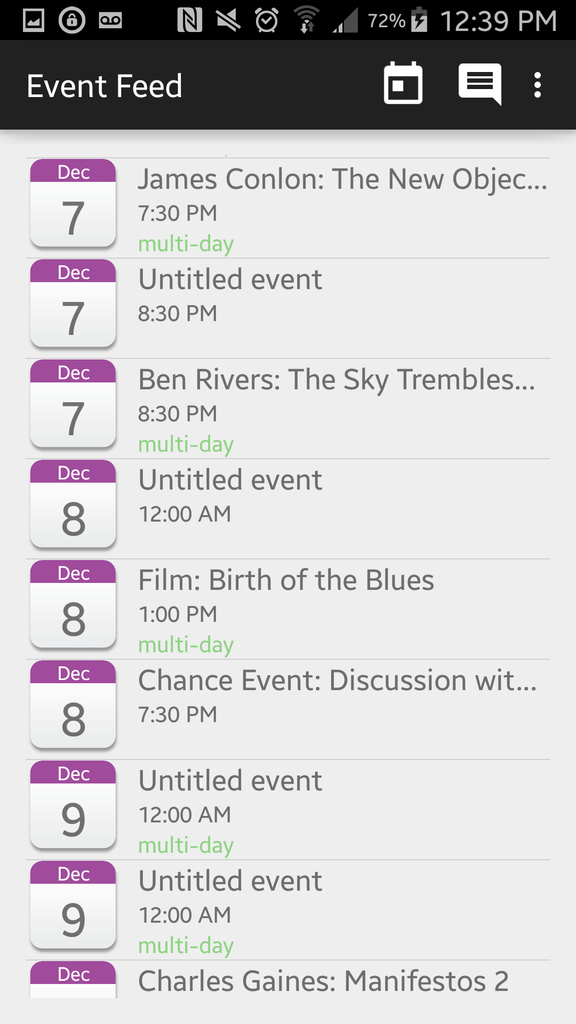 72% 12:39 PM
Event Feed
Dec
7
James Conlon: The New Objec...
7:30 PM
multi-day
Dec
7
Untitled event
8:30 PM
Dec
7
Ben Rivers: The Sky Trembles...
8:30 PM
multi-day
Dec
8
Untitled event
12:00 AM
Dec
8
Film: Birth of the Blues
1:00 PM
multi-day
Dec
8
Chance Event: Discussion wit...
7:30 PM
Dec
9
Untitled event
12:00 AM
multi-day
Dec
9
Untitled event
12:00 AM
multi-day
Dec
Charles Gaines: Manifestos 2